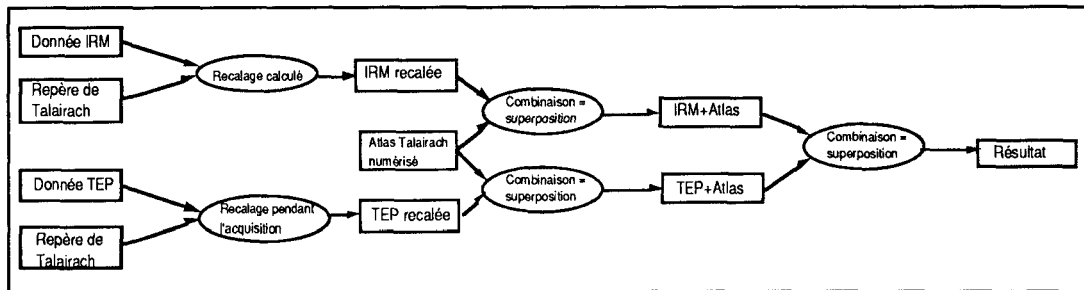 Donnée IRM
Repère de
Talairach
Recalage calculé
IRM recalée
Combinaison =
superposition
IRM+Atlas
Atlas Talairach
numérisé
Combinaison =
superposition
Résultat
Donnée TEP
Repère de
Talairach
Recalage pendant
l'acquisition
TEP recalée
Combinaison =
superposition
TEP+Atlas